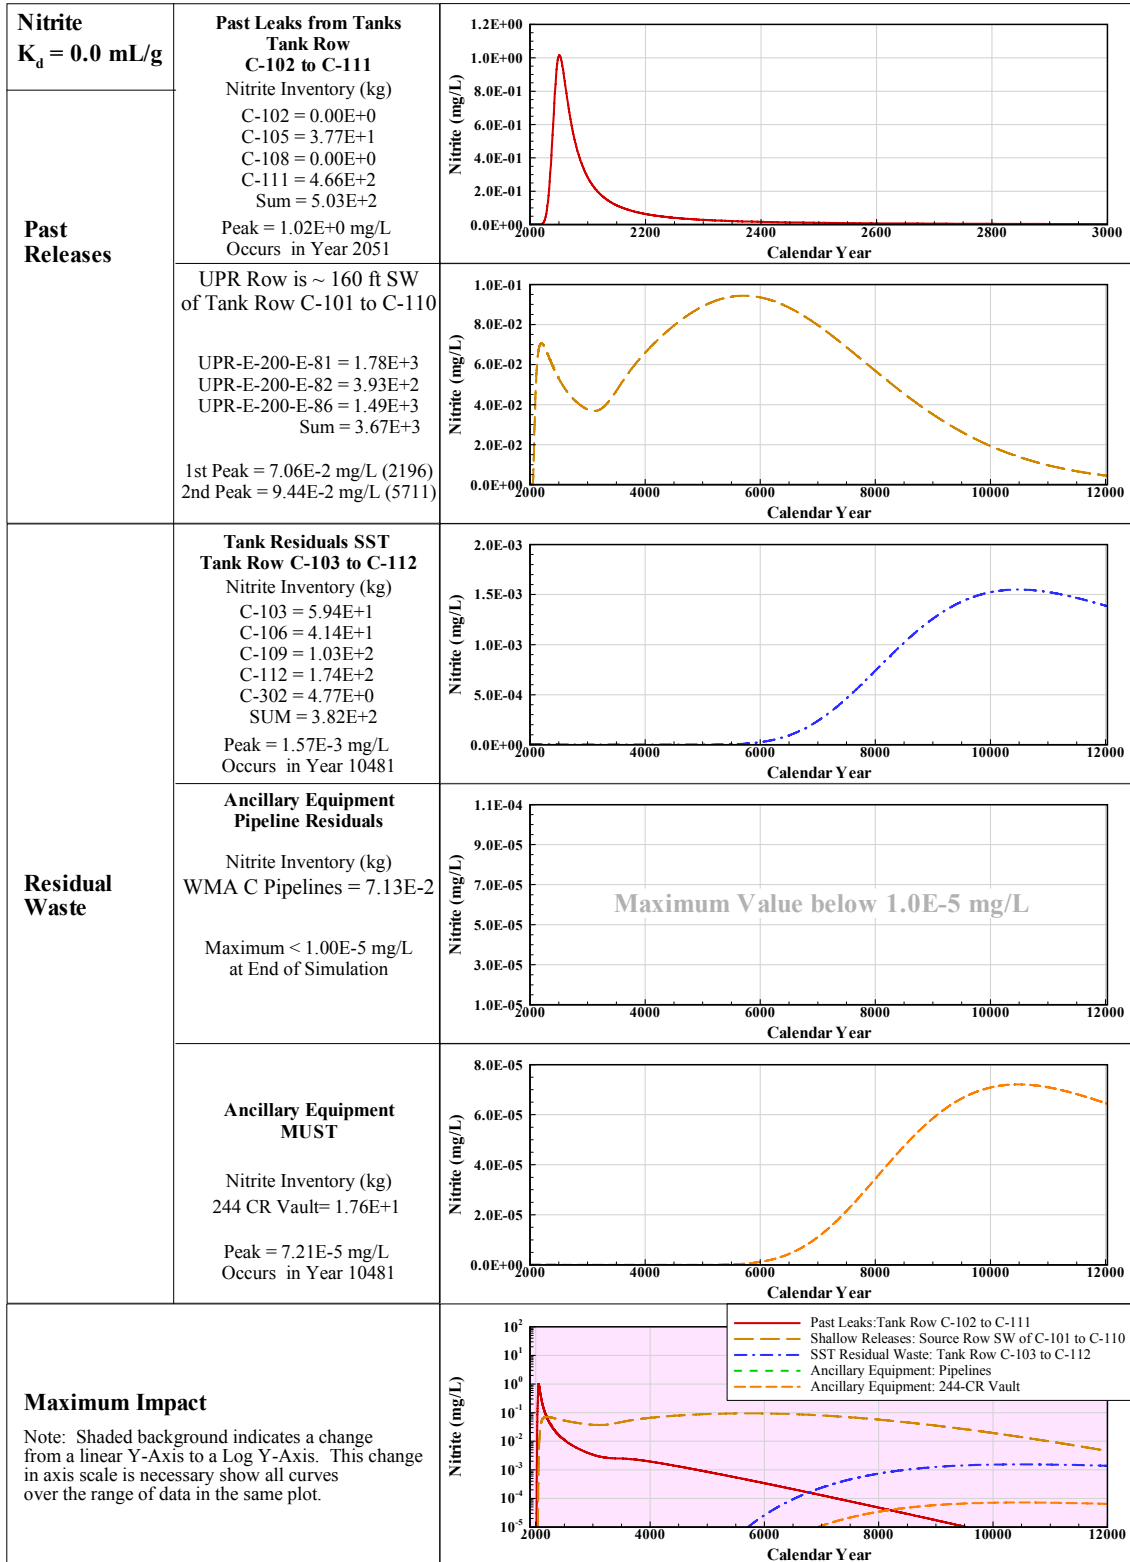 Nitrite
K_d = 0.0 mL/g
Past Leaks from Tanks
Tank Row
C-102 to C-111
Nitrite Inventory (kg)
C-102 = 0.00E+0
C-105 = 3.77E+1
C-108 = 0.00E+0
C-111 = 4.66E+2
Sum = 5.03E+2
Peak = 1.02E+0 mg/L
Occurs in Year 2051
Nitrite (mg/L)
1.2E+00
1.0E+00
8.0E-01
6.0E-01
4.0E-01
2.0E-01
0.0E+00
2000 2200 2400 2600 2800 3000
Calendar Year
Past
Releases
UPR Row is ~ 160 ft SW
of Tank Row C-101 to C-110
UPR-E-200-E-81 = 1.78E+3
UPR-E-200-E-82 = 3.93E+2
UPR-E-200-E-86 = 1.49E+3
Sum = 3.67E+3
1st Peak = 7.06E-2 mg/L (2196)
2nd Peak = 9.44E-2 mg/L (5711)
Nitrite (mg/L)
1.0E-01
8.0E-02
6.0E-02
4.0E-02
2.0E-02
0.0E+00
2000 4000 6000 8000 10000 12000
Calendar Year
Tank Residuals SST
Tank Row C-103 to C-112
Nitrite Inventory (kg)
C-103 = 5.94E+1
C-106 = 4.14E+1
C-109 = 1.03E+2
C-112 = 1.74E+2
C-302 = 4.77E+0
SUM = 3.82E+2
Peak = 1.57E-3 mg/L
Occurs in Year 10481
Nitrite (mg/L)
2.0E-03
1.5E-03
1.0E-03
5.0E-04
0.0E+00
2000 4000 6000 8000 10000 12000
Calendar Year
Residual
Waste
Ancillary Equipment
Pipeline Residuals
Nitrite Inventory (kg)
WMA C Pipelines = 7.13E-2
Maximum < 1.00E-5 mg/L
at End of Simulation
Nitrite (mg/L)
1.1E-04
9.0E-05
7.0E-05
5.0E-05
3.0E-05
1.0E-05
Maximum Value below 1.0E-5 mg/L
2000 4000 6000 8000 10000 12000
Calendar Year
Ancillary Equipment
MUST
Nitrite Inventory (kg)
244 CR Vault= 1.76E+1
Peak = 7.21E-5 mg/L
Occurs in Year 10481
Nitrite (mg/L)
8.0E-05
6.0E-05
4.0E-05
2.0E-05
0.0E+00
2000 4000 6000 8000 10000 12000
Calendar Year
Maximum Impact
Note: Shaded background indicates a change
from a linear Y-Axis to a Log Y-Axis. This change
in axis scale is necessary show all curves
over the range of data in the same plot.
Past Leaks:Tank Row C-102 to C-111
Shallow Releases: Source Row SW of C-101 to C-110
SST Residual Waste: Tank Row C-103 to C-112
Ancillary Equipment: Pipelines
Ancillary Equipment: 244-CR Vault
Nitrite (mg/L)
10^2
10^1
10^0
10^-1
10^-2
10^-3
10^-4
10^-5
2000 4000 6000 8000 10000 12000
Calendar Year